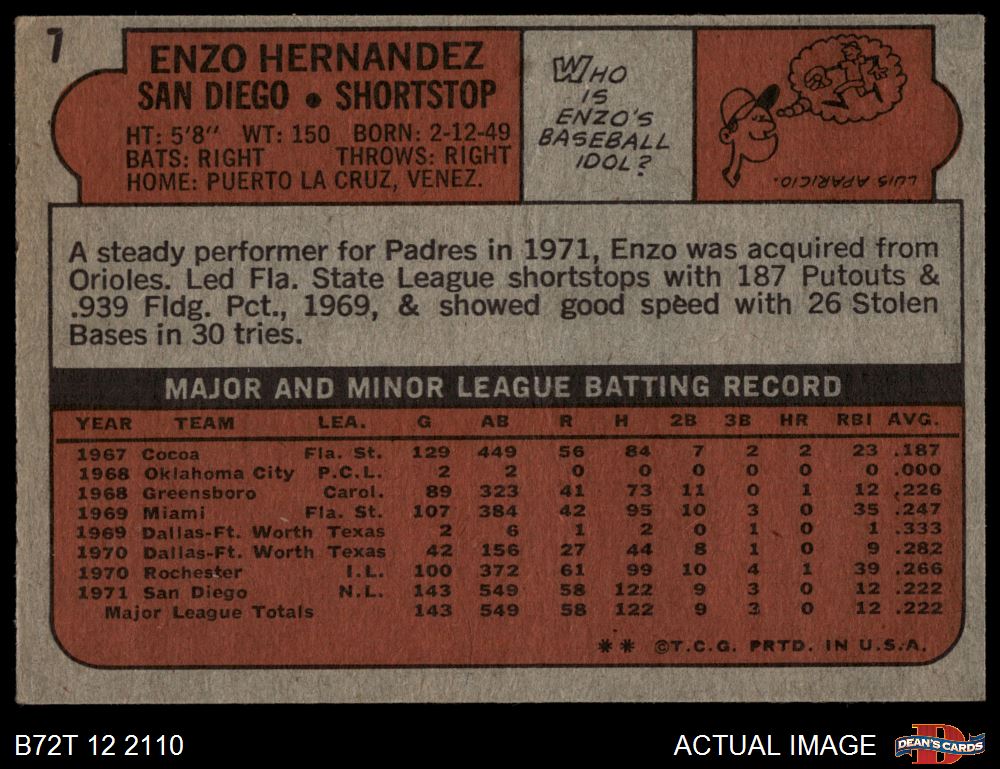 7
ENZO HERNANDEZ
SAN DIEGO • SHORTSTOP
HT: 5'8" WT: 150 BORN: 2-12-49
BATS: RIGHT THROWS: RIGHT
HOME: PUERTO LA CRUZ, VENEZ.
WHO
IS
ENZO'S
BASEBALL
IDOL?
LUIS APARICIO.
A steady performer for Padres in 1971, Enzo was acquired from
Orioles. Led Fla. State League shortstops with 187 Putouts &
.939 Fldg. Pct., 1969, & showed good speed with 26 Stolen
Bases in 30 tries.
MAJOR AND MINOR LEAGUE BATTING RECORD
YEAR TEAM LEA. G AB R H 2B 3B HR RBI AVG.
1967 Cocoa Fla. St. 129 449 56 84 7 2 2 23 .187
1968 Oklahoma City P.C.L. 2 2 0 0 0 0 0 0 .000
1968 Greensboro Carol. 89 323 41 73 11 0 1 12 .226
1969 Miami Fla. St. 107 384 42 95 10 3 0 35 .247
1969 Dallas-Ft. Worth Texas 2 6 1 2 0 1 0 1 .333
1970 Dallas-Ft. Worth Texas 42 156 27 44 8 1 0 9 .282
1970 Rochester I.L. 100 372 61 99 10 4 1 39 .266
1971 San Diego N.L. 143 549 58 122 9 3 0 12 .222
Major League Totals 143 549 58 122 9 3 0 12 .222
** ©T.C.G. PRTD. IN U.S.A.
B72T 12 2110
ACTUAL IMAGE
D
DEAN'S CARDS